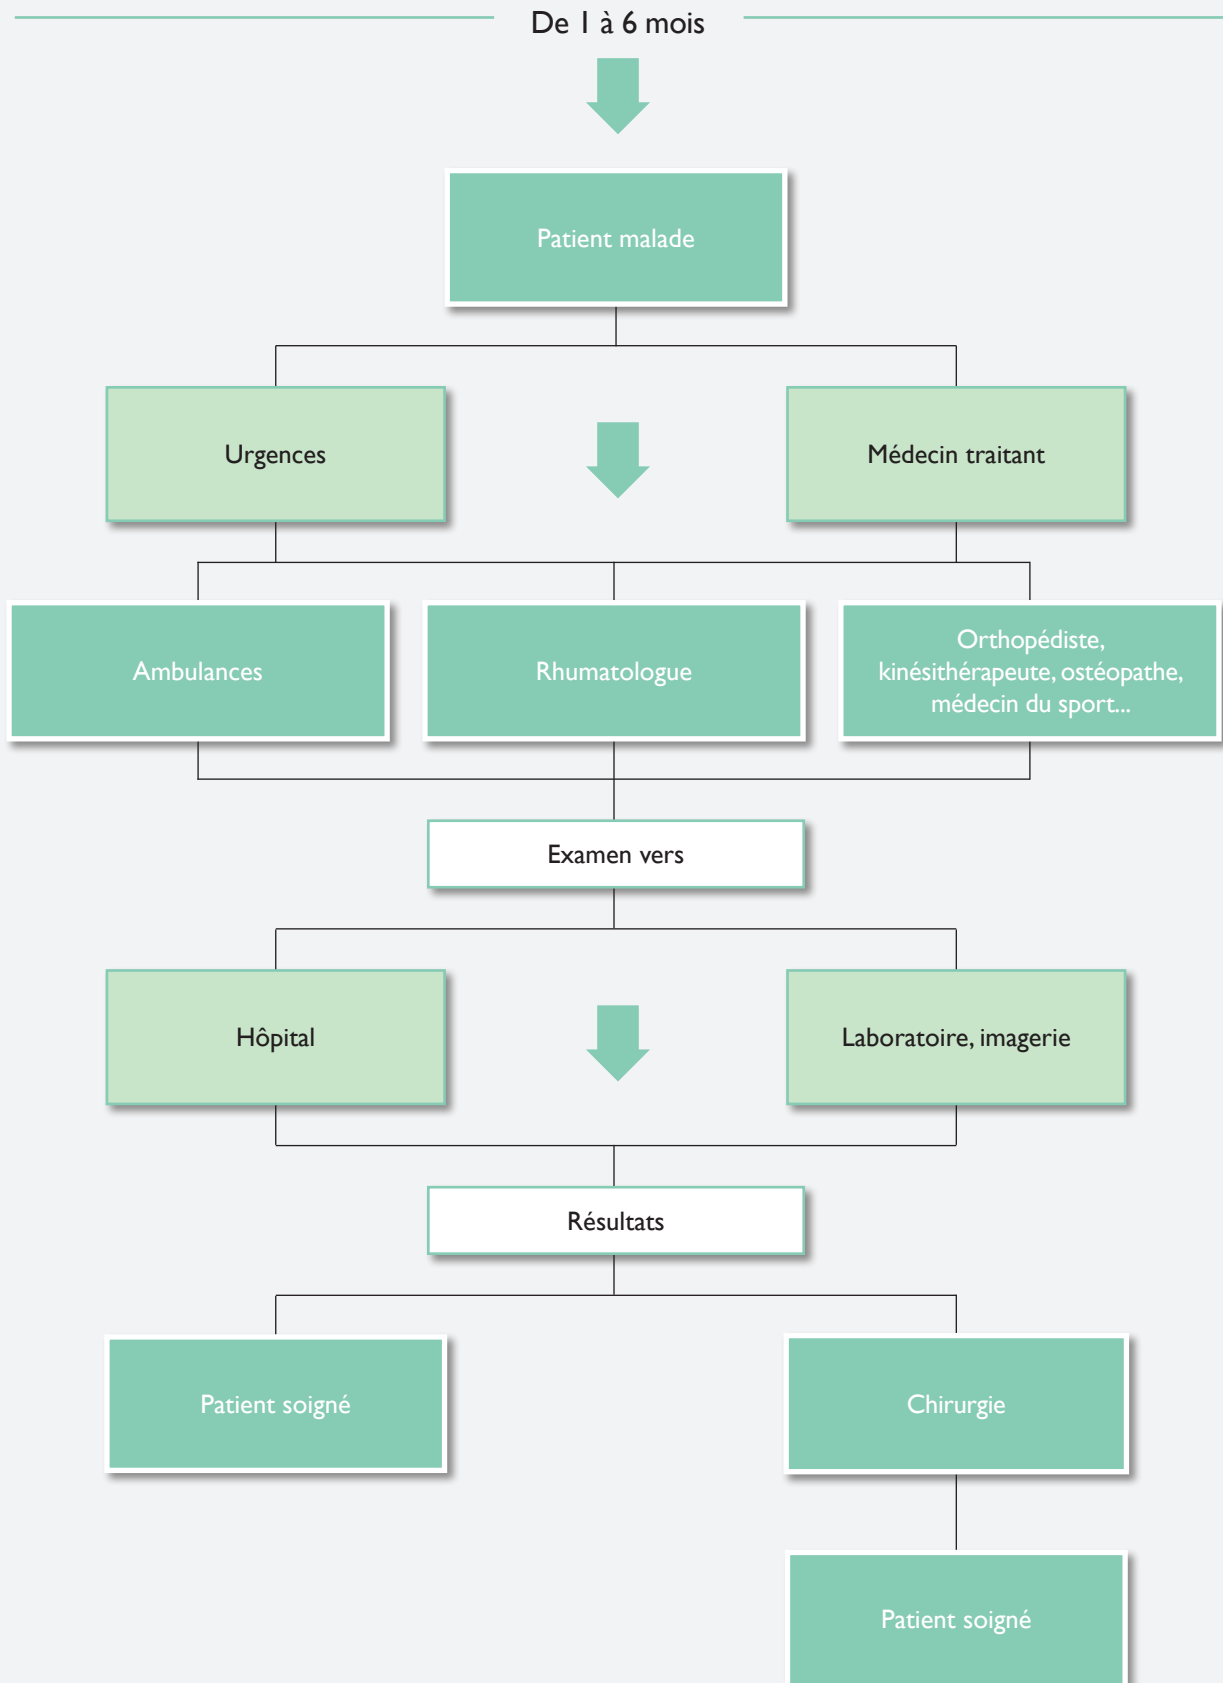 De 1 à 6 mois
Patient malade
Urgences
Médecin traitant
Ambulances
Rhumatologue
Orthopédiste,
kinésithérapeute, ostéopathe,
médecin du sport...
Examen vers
Hôpital
Laboratoire, imagerie
Résultats
Patient soigné
Chirurgie
Patient soigné